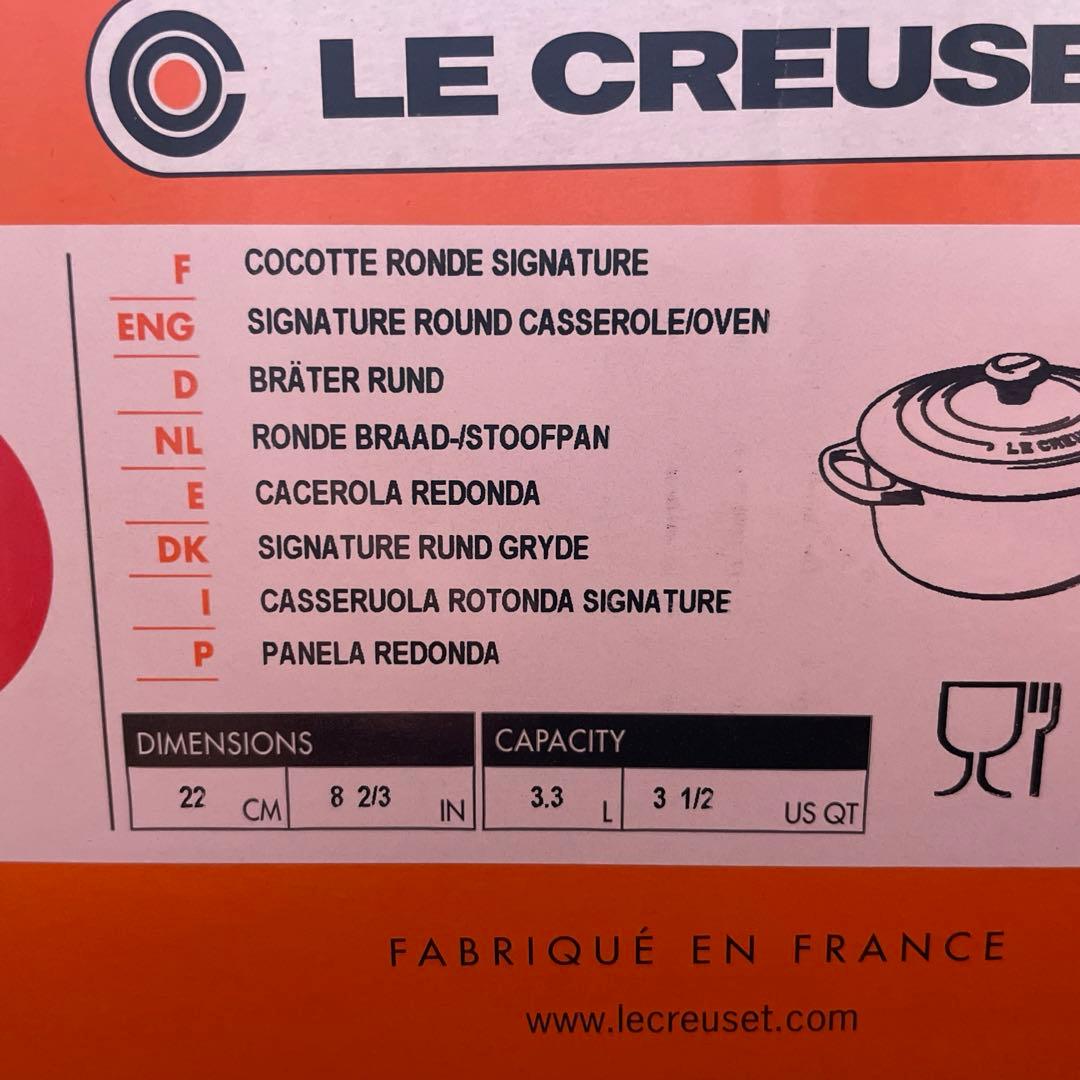 LE CREUSE
F COCOTTE RONDE SIGNATURE
ENG SIGNATURE ROUND CASSEROLE/OVEN
D BRÄTER RUND
NL RONDE BRAAD-/STOOFPAN
E CACEROLA REDONDA
DK SIGNATURE RUND GRYDE
I CASSERUOLA ROTONDA SIGNATURE
P PANELA REDONDA
LE CREU
DIMENSIONS CAPACITY
22 CM 8 2/3 IN 3.3 L 3 1/2 US QT
FABRIQUÉ EN FRANCE
www.lecreuset.com